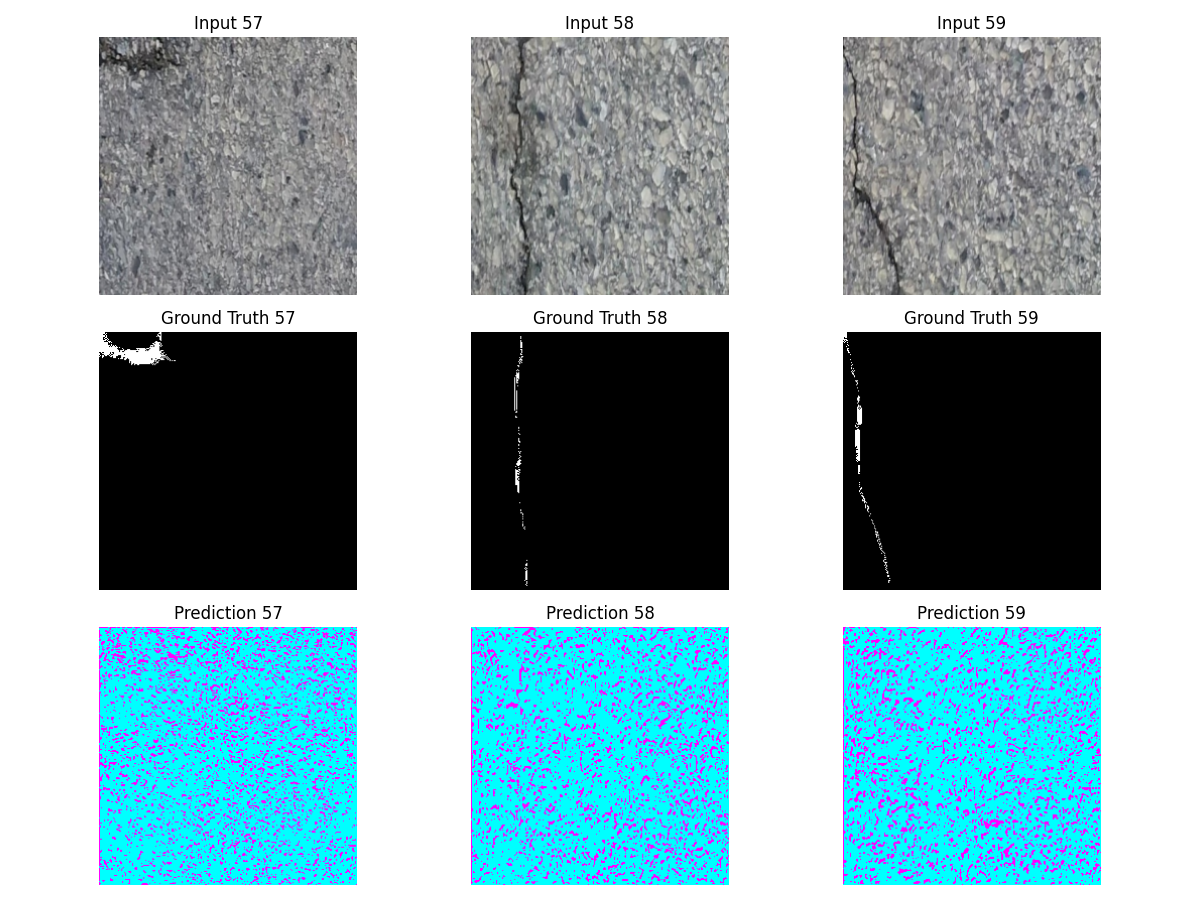 Input 57
Input 58
Input 59
Ground Truth 57
Ground Truth 58
Ground Truth 59
Prediction 57
Prediction 58
Prediction 59